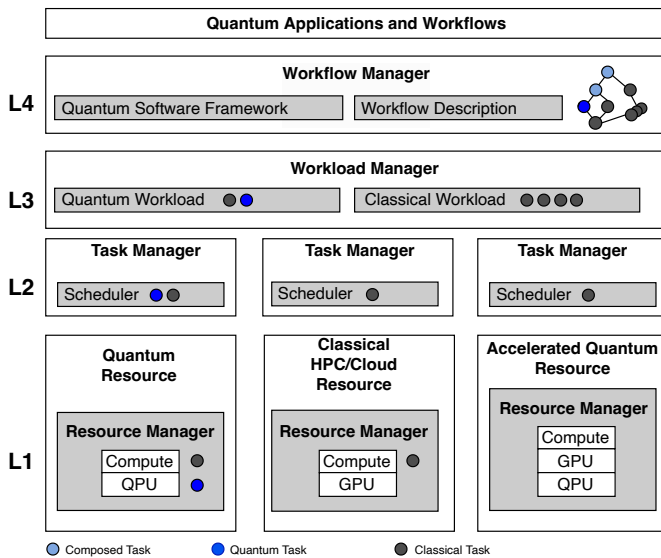 Quantum Applications and Workflows
L4
Workflow Manager
Quantum Software Framework
Workflow Description
L3
Workload Manager
Quantum Workload
Classical Workload
L2
Task Manager
Scheduler
Task Manager
Scheduler
Task Manager
Scheduler
L1
Quantum
Resource
Resource Manager
Compute
QPU
Classical
HPC/Cloud
Resource
Resource Manager
Compute
GPU
Accelerated Quantum
Resource
Resource Manager
Compute
GPU
QPU
Composed Task
Quantum Task
Classical Task